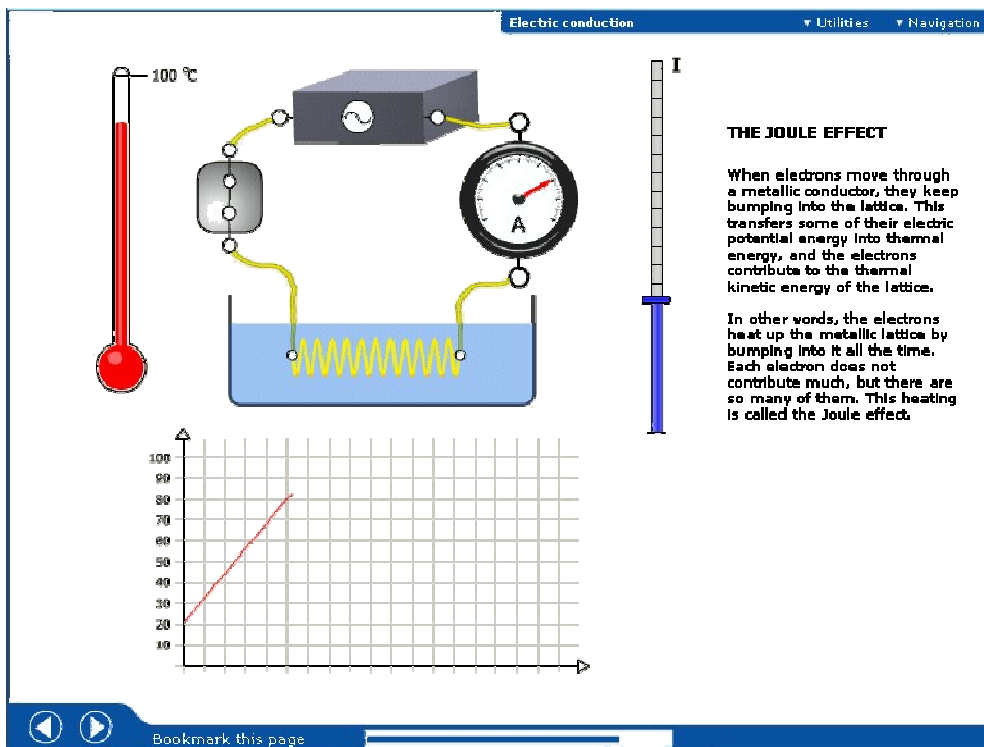 Electric conduction
▼ Utilities
▼ Navigation
100 °C
I
A
THE JOULE EFFECT
When electrons move through
a metallic conductor, they keep
bumping into the lattice. This
transfers some of their electric
potential energy into thermal
energy, and the electrons
contribute to the thermal
kinetic energy of the lattice.
In other words, the electrons
heat up the metallic lattice by
bumping into it all the time.
Each electron does not
contribute much, but there are
so many of them. This heating
is called the Joule effect.
100
90
80
70
60
50
40
30
20
10
Bookmark this page